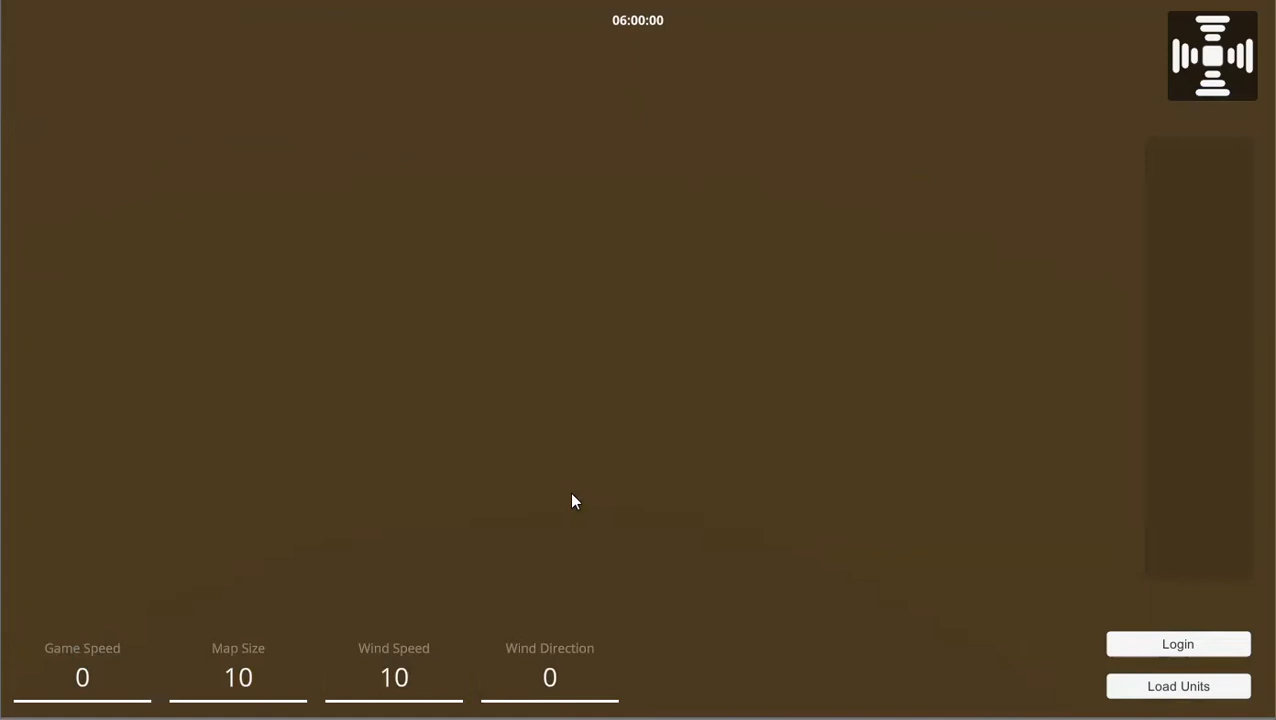 06:00:00
Game Speed
0
Map Size
10
Wind Speed
10
Wind Direction
0
Login
Load Units